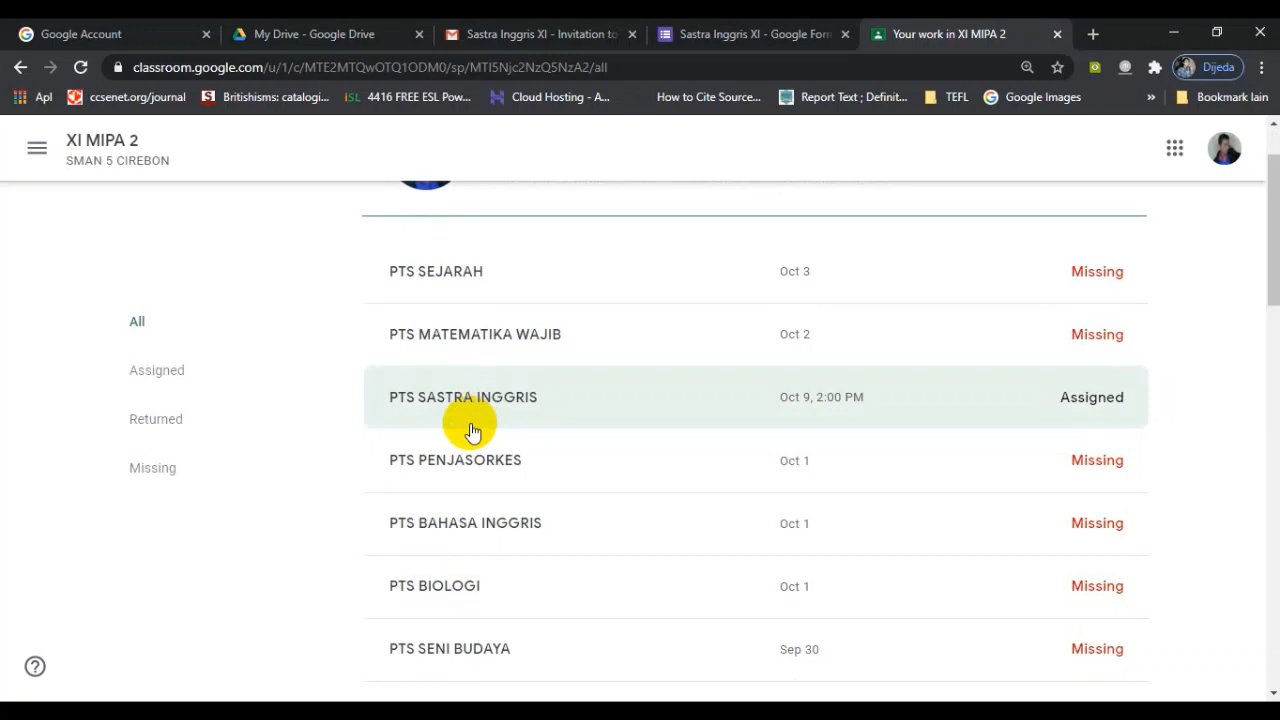 Google Account
My Drive - Google Drive
Sastra Inggris XI - Invitation to
Sastra Inggris XI - Google Forn
Your work in XI MIPA 2
classroom.google.com/u/1/c/MTE2MTQwOTQ1ODM0/sp/MTI5Njc2NzQ5NzA2/all
Dijeda
Apl
ccsenet.org/journal
Britishisms: catalogi...
4416 FREE ESL Pow...
Cloud Hosting - A...
How to Cite Source...
Report Text ; Definit...
TEFL
Google Images
»
Bookmark lain
XI MIPA 2
SMAN 5 CIREBON
All
Assigned
Returned
Missing
PTS SEJARAH Oct 3 Missing
PTS MATEMATIKA WAJIB Oct 2 Missing
PTS SASTRA INGGRIS Oct 9, 2:00 PM Assigned
PTS PENJASORKES Oct 1 Missing
PTS BAHASA INGGRIS Oct 1 Missing
PTS BIOLOGI Oct 1 Missing
PTS SENI BUDAYA Sep 30 Missing